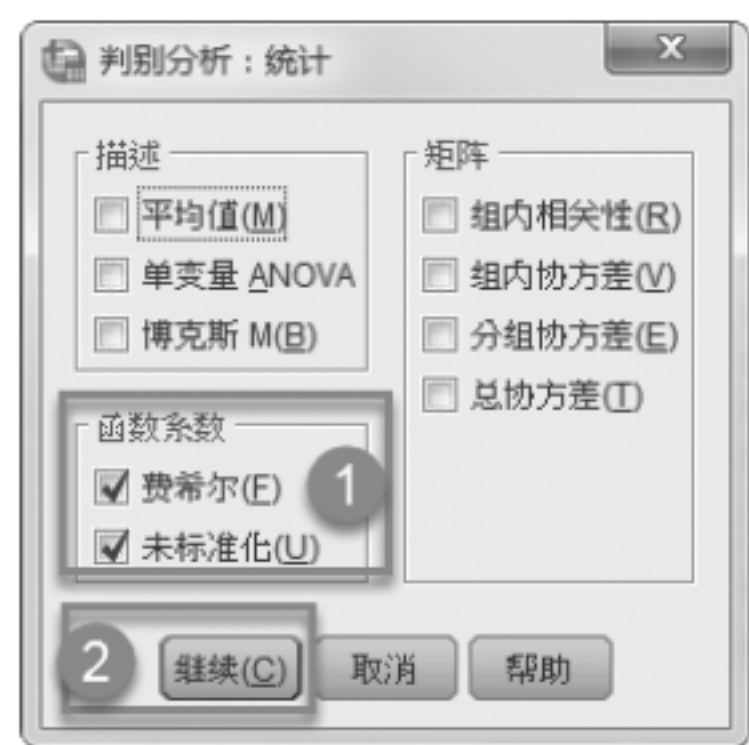 判别分析：统计
描述
平均值(M)
单变量 ANOVA
博克斯 M(B)
矩阵
组内相关性(R)
组内协方差(V)
分组协方差(E)
总协方差(T)
函数系数
费希尔(F)
未标准化(U)
1
2
继续(C)
取消
帮助